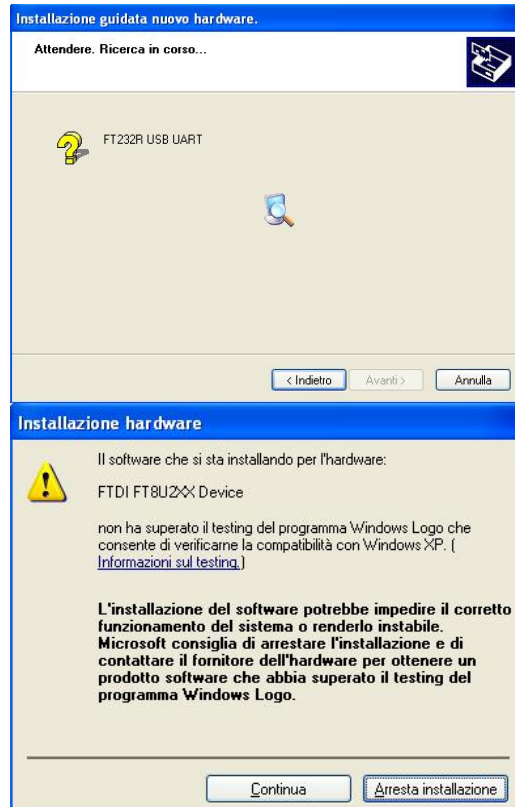 Installazione guidata nuovo hardware.
Attendere. Ricerca in corso...
FT232R USB UART
< Indietro
Avanti >
Annulla
Installazione hardware
Il software che si sta installando per l'hardware:
FTDI FT8U2XX Device
non ha superato il testing del programma Windows Logo che
consente di verificarne la compatibilità con Windows XP. (
Informazioni sul testing.)
L'installazione del software potrebbe impedire il corretto
funzionamento del sistema o renderlo instabile.
Microsoft consiglia di arrestare l'installazione e di
contattare il fornitore dell'hardware per ottenere un
prodotto software che abbia superato il testing del
programma Windows Logo.
Continua
Arresta installazione